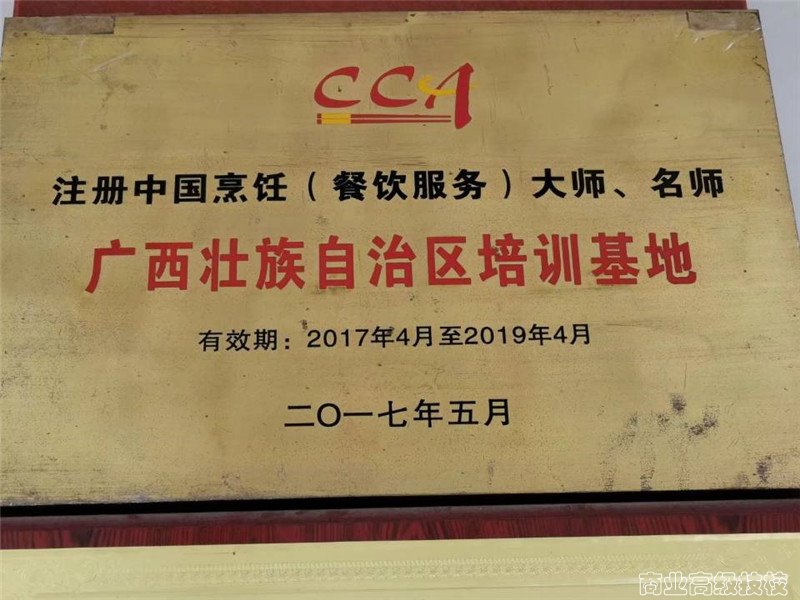 CCA
注册中国烹饪（餐饮服务）大师、名师
广西壮族自治区培训基地
有效期：2017年4月至2019年4月
二〇一七年五月
商业高级技校